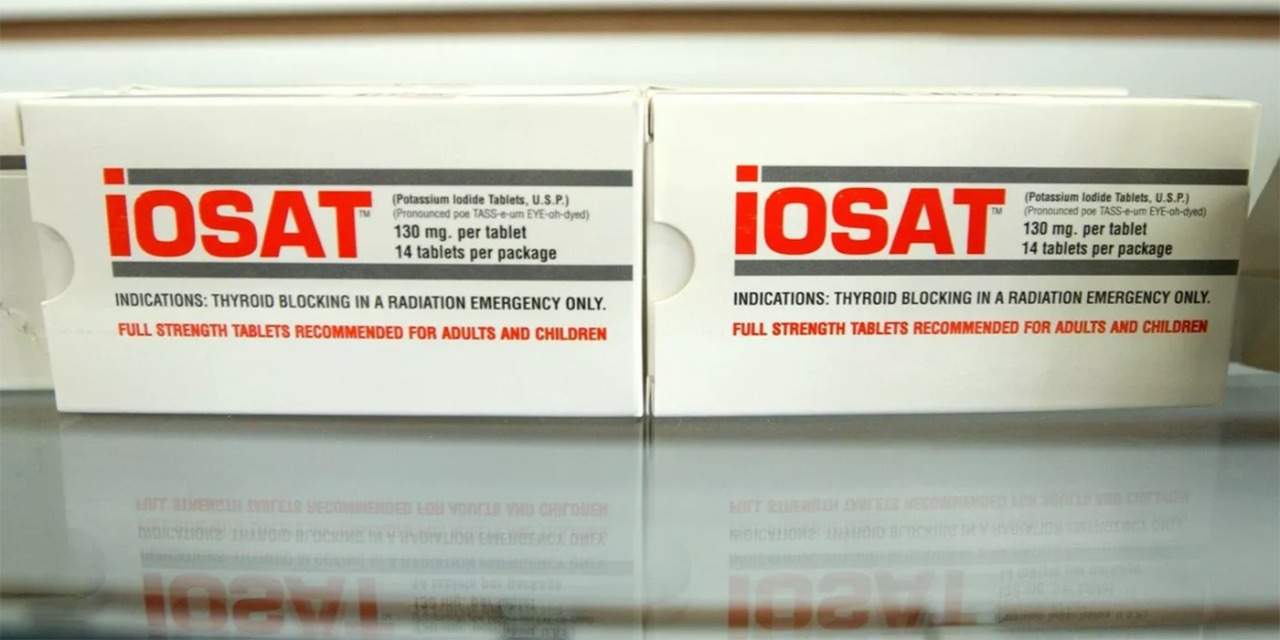 iOSAT™
(Potassium Iodide Tablets, U.S.P.)
(Pronounced poe TASS-e-um EYE-oh-dyed)
130 mg. per tablet
14 tablets per package
INDICATIONS: THYROID BLOCKING IN A RADIATION EMERGENCY ONLY.
FULL STRENGTH TABLETS RECOMMENDED FOR ADULTS AND CHILDREN
iOSAT™
(Potassium Iodide Tablets, U.S.P.)
(Pronounced poe TASS-e-um EYE-oh-dyed)
130 mg. per tablet
14 tablets per package
INDICATIONS: THYROID BLOCKING IN A RADIATION EMERGENCY ONLY.
FULL STRENGTH TABLETS RECOMMENDED FOR ADULTS AND CHILDREN